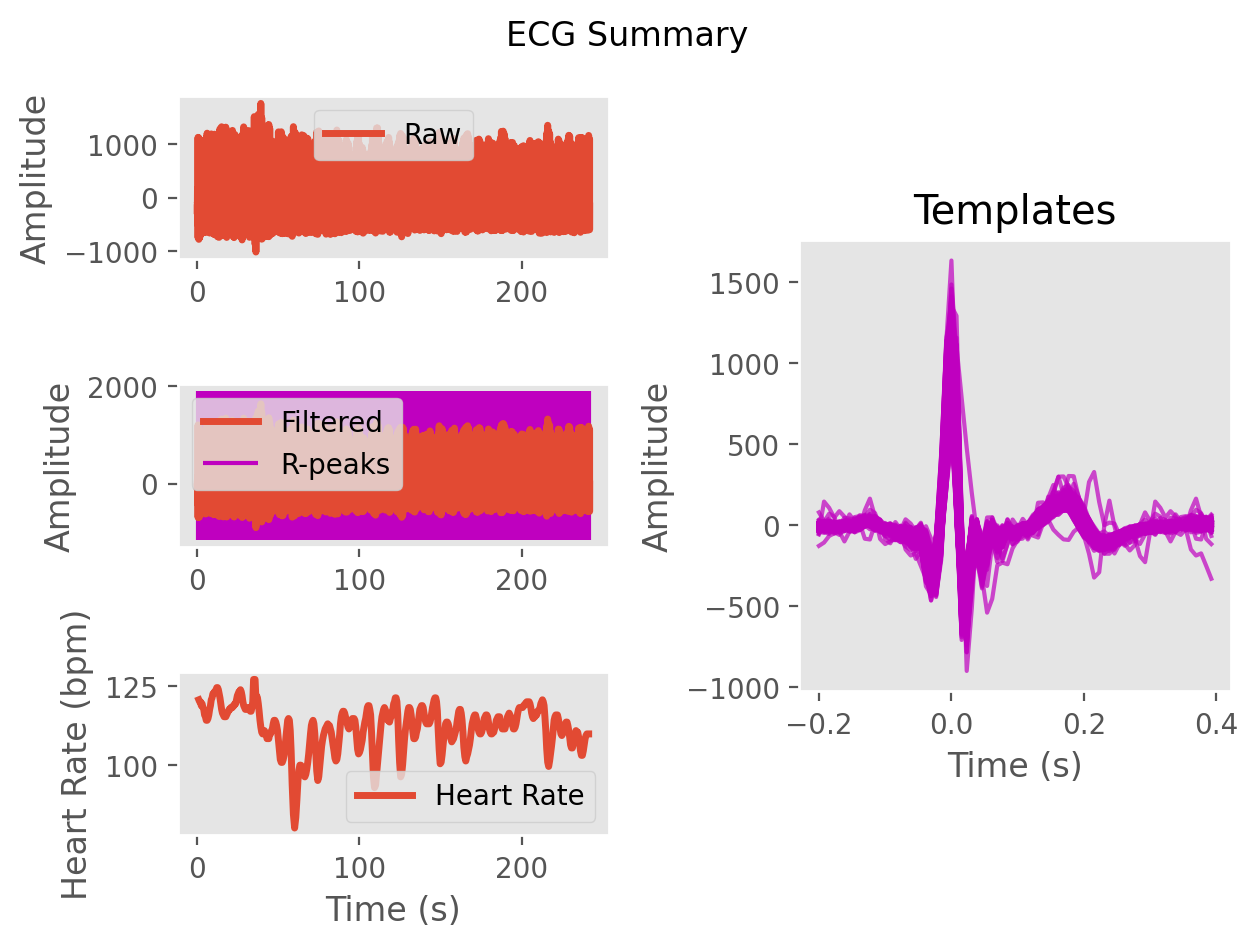 ECG Summary
Amplitude
1000
0
−1000
Raw
0
100
200
Amplitude
2000
0
Filtered
R-peaks
0
100
200
Heart Rate (bpm)
125
100
Heart Rate
0
100
200
Time (s)
Templates
Amplitude
1500
1000
500
0
−500
−1000
−0.2
0.0
0.2
0.4
Time (s)